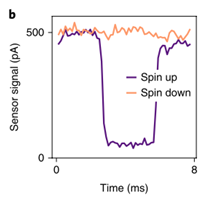 b
Sensor signal (pA)
500
0
Spin up
Spin down
0
8
Time (ms)